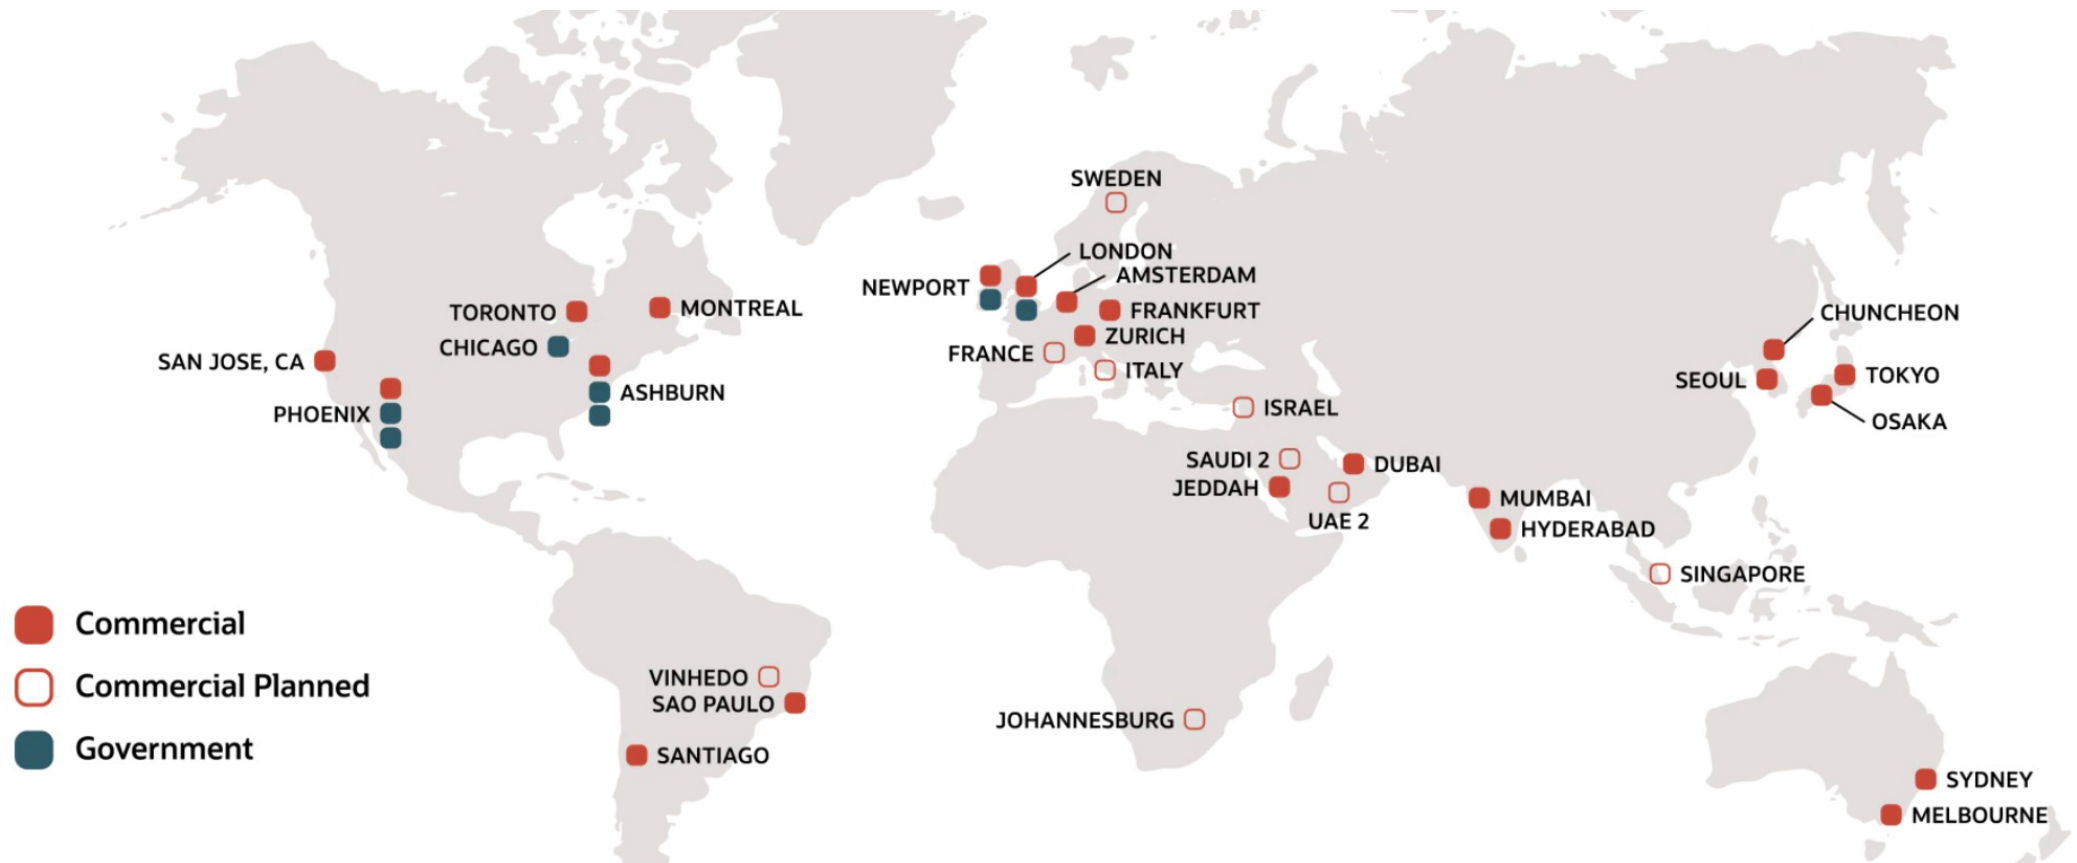 SWEDEN
LONDON
AMSTERDAM
NEWPORT
FRANKFURT
ZURICH
FRANCE
ITALY
TORONTO
MONTREAL
CHICAGO
SAN JOSE, CA
ASHBURN
PHOENIX
CHUNCHEON
SEOUL
TOKYO
OSAKA
ISRAEL
SAUDI 2
DUBAI
JEDDAH
UAE 2
MUMBAI
HYDERABAD
SINGAPORE
Commercial
Commercial Planned
Government
VINHEDO
SAO PAULO
SANTIAGO
JOHANNESBURG
SYDNEY
MELBOURNE